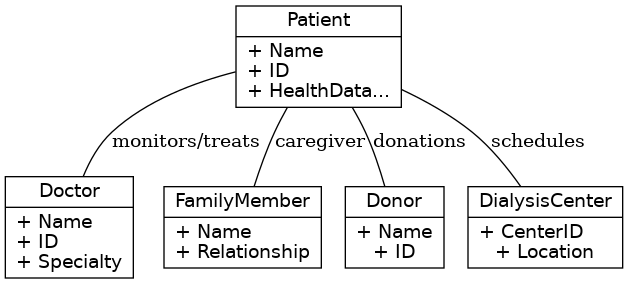 Patient
+ Name
+ ID
+ HealthData...
monitors/treats
caregiver
donations
schedules
Doctor
+ Name
+ ID
+ Specialty
FamilyMember
+ Name
+ Relationship
Donor
+ Name
+ ID
DialysisCenter
+ CenterID
+ Location